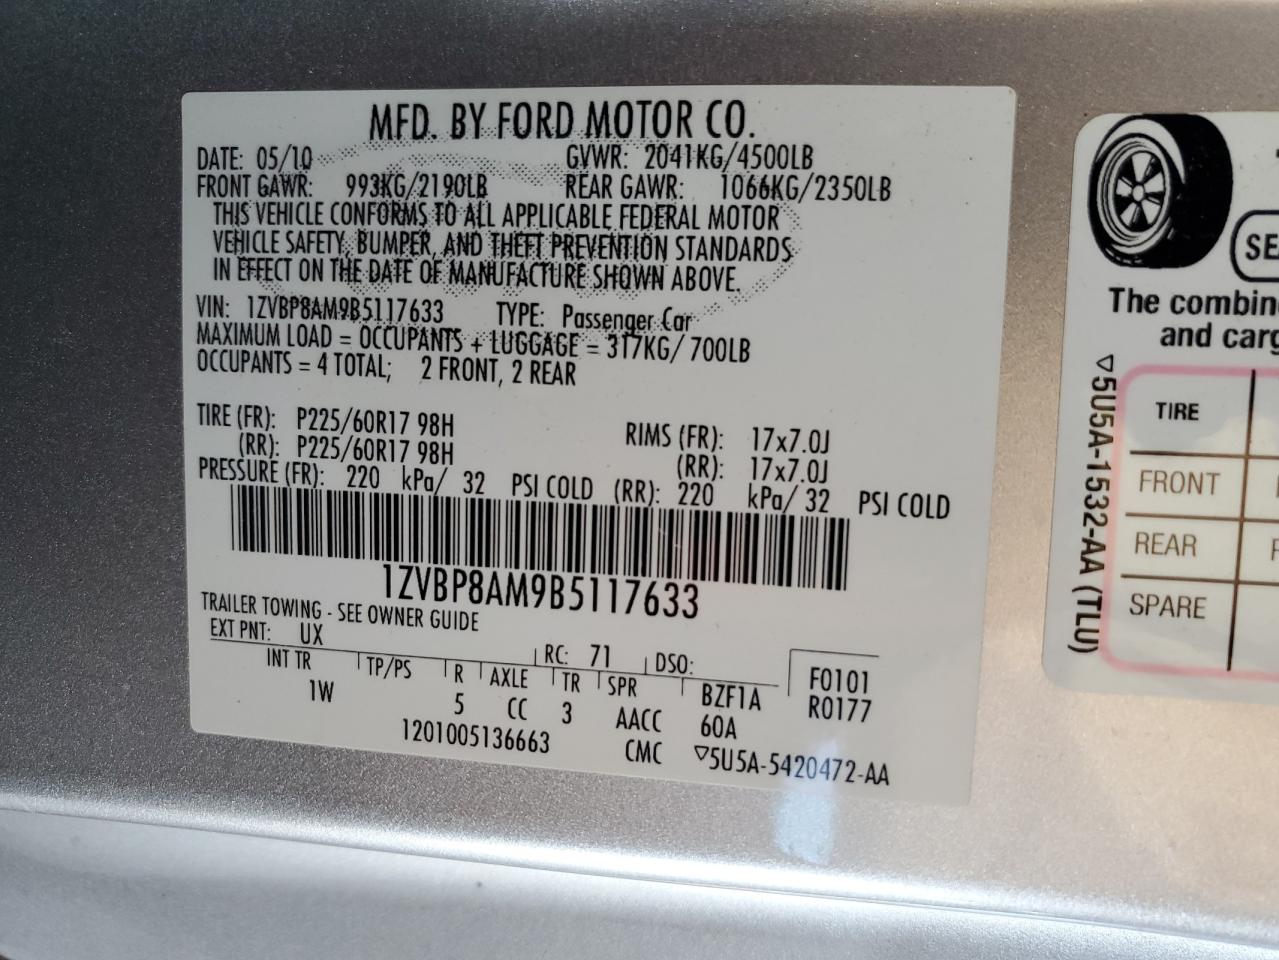 MFD. BY FORD MOTOR CO.
DATE: 05/10 GVWR: 2041KG/4500LB
FRONT GAWR: 993KG/2190LB REAR GAWR: 1066KG/2350LB
THIS VEHICLE CONFORMS TO ALL APPLICABLE FEDERAL MOTOR
VEHICLE SAFETY, BUMPER, AND THEFT PREVENTION STANDARDS
IN EFFECT ON THE DATE OF MANUFACTURE SHOWN ABOVE.
VIN: 1ZVBP8AM9B5117633 TYPE: Passenger Car
MAXIMUM LOAD = OCCUPANTS + LUGGAGE = 317KG/ 700LB
OCCUPANTS = 4 TOTAL; 2 FRONT, 2 REAR
TIRE (FR): P225/60R17 98H RIMS (FR): 17x7.0J
(RR): P225/60R17 98H (RR): 17x7.0J
PRESSURE (FR): 220 kPa/ 32 PSI COLD (RR): 220 kPa/ 32 PSI COLD
1ZVBP8AM9B5117633
TRAILER TOWING - SEE OWNER GUIDE
EXT PNT: UX RC: 71 DSO:
INT TR TP/PS R AXLE TR SPR BZF1A F0101
1W 5 CC 3 AACC 60A R0177
1201005136663 CMC ▽5U5A-5420472-AA
SE
The combin
and carg
▽5U5A-1532-AA (TLU)
TIRE
FRONT
REAR
SPARE